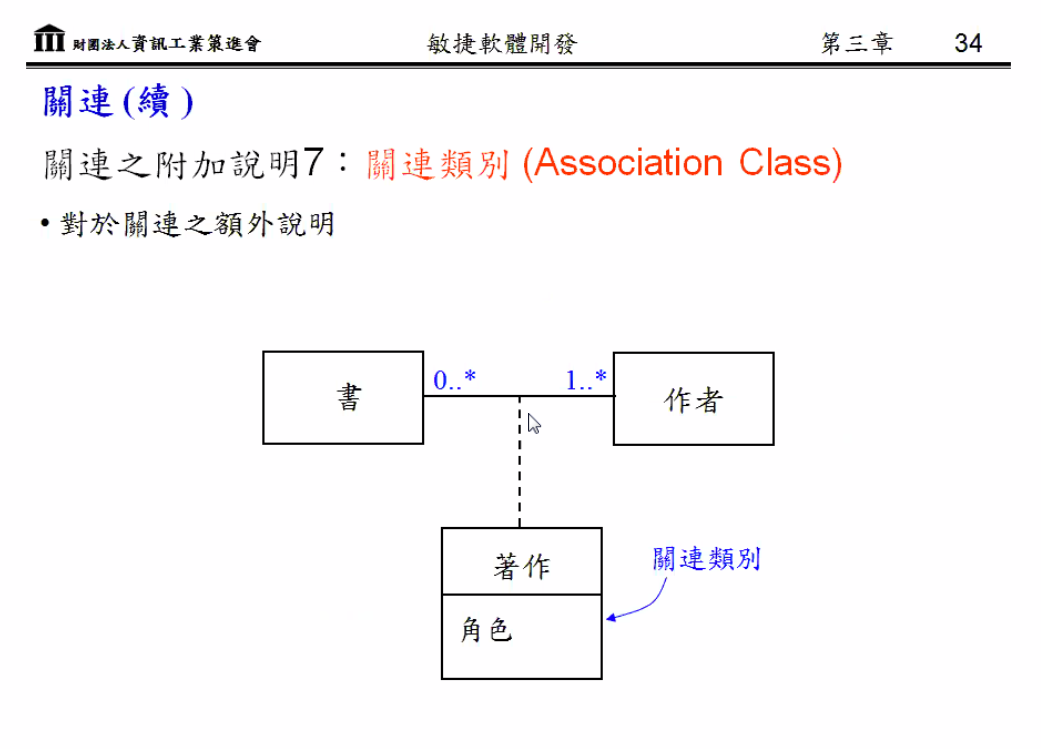 財團法人資訊工業策進會 敏捷軟體開發 第三章 34
關連(續)
關連之附加說明7：關連類別 (Association Class)
• 對於關連之額外說明
書 0..* 1..* 作者
著作
關連類別
角色